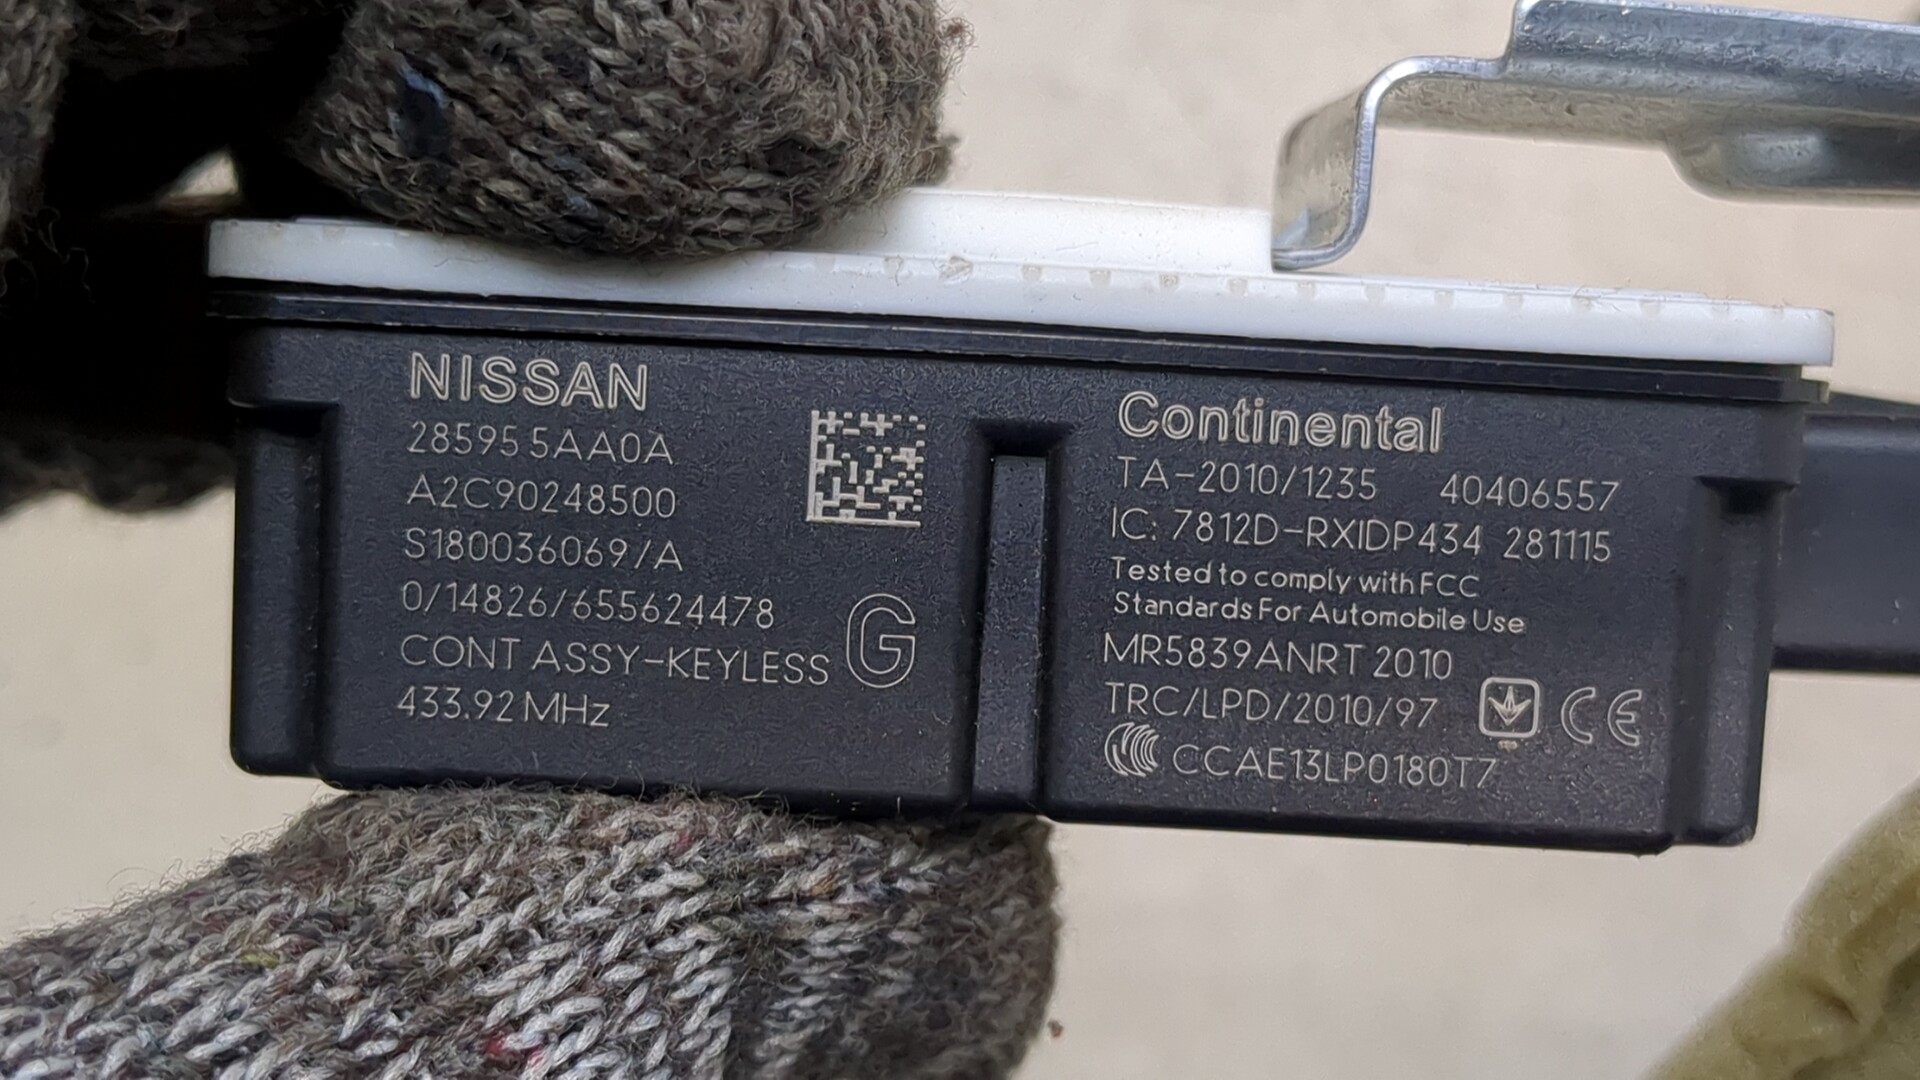 NISSAN
28595 5AA0A
A2C90248500
S180036069/A
0/14826/655624478
CONT ASSY-KEYLESS
433.92 MHz
G
Continental
TA-2010/1235 40406557
IC: 7812D-RXIDP434 281115
Tested to comply with FCC
Standards For Automobile Use
MR5839ANRT 2010
TRC/LPD/2010/97 CE
CCAE13LP0180T7